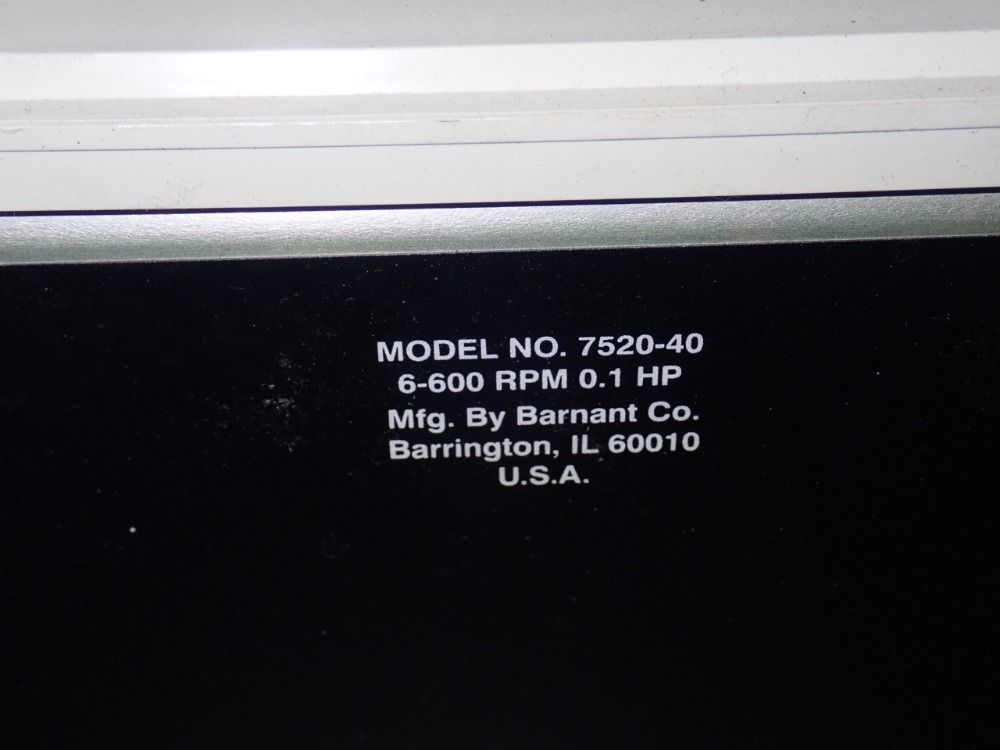 MODEL NO. 7520-40
6-600 RPM 0.1 HP
Mfg. By Barnant Co.
Barrington, IL 60010
U.S.A.